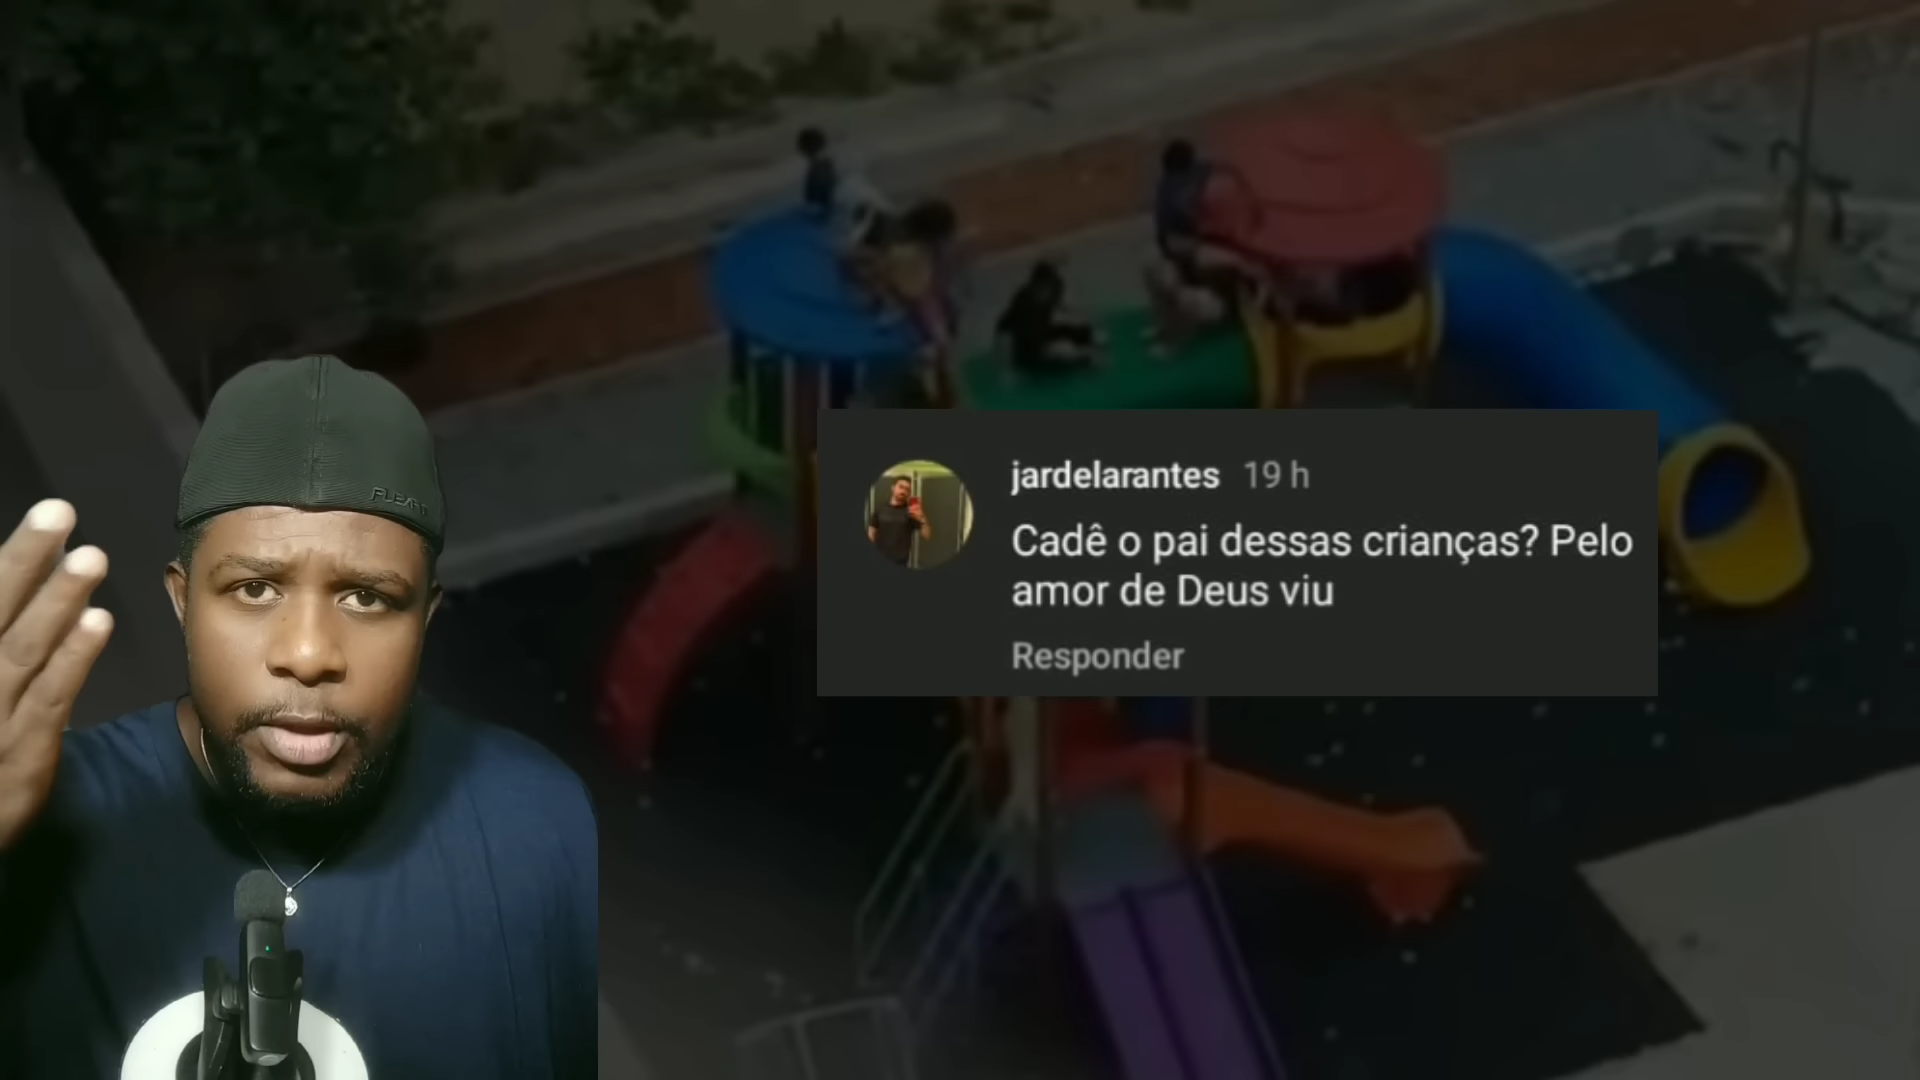 jardelarantes 19 h
Cadê o pai dessas crianças? Pelo
amor de Deus viu
Responder